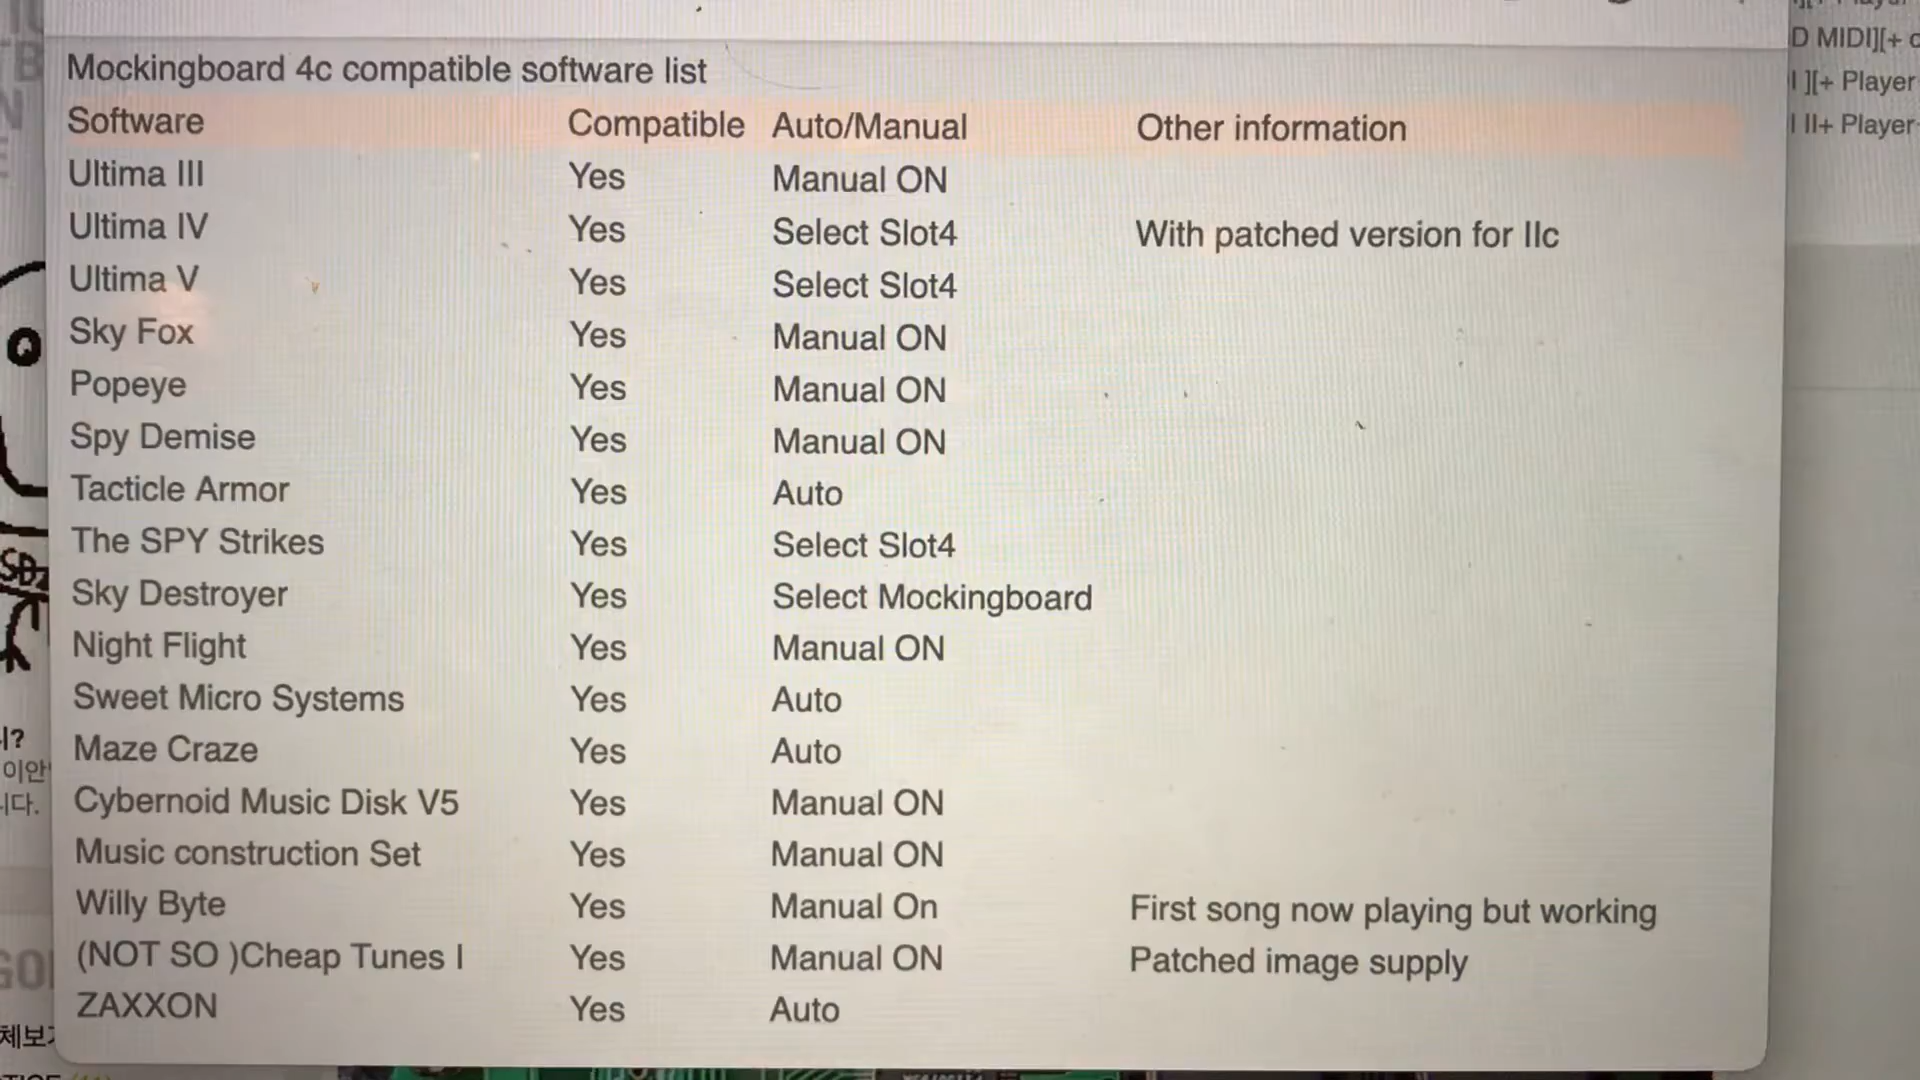 Mockingboard 4c compatible software list
Software Compatible Auto/Manual Other information
Ultima III Yes Manual ON
Ultima IV Yes Select Slot4 With patched version for IIc
Ultima V Yes Select Slot4
Sky Fox Yes Manual ON
Popeye Yes Manual ON
Spy Demise Yes Manual ON
Tacticle Armor Yes Auto
The SPY Strikes Yes Select Slot4
Sky Destroyer Yes Select Mockingboard
Night Flight Yes Manual ON
Sweet Micro Systems Yes Auto
Maze Craze Yes Auto
Cybernoid Music Disk V5 Yes Manual ON
Music construction Set Yes Manual ON
Willy Byte Yes Manual On First song now playing but working
(NOT SO )Cheap Tunes I Yes Manual ON Patched image supply
ZAXXON Yes Auto
D MIDI][+
][+ Player
II+ Player